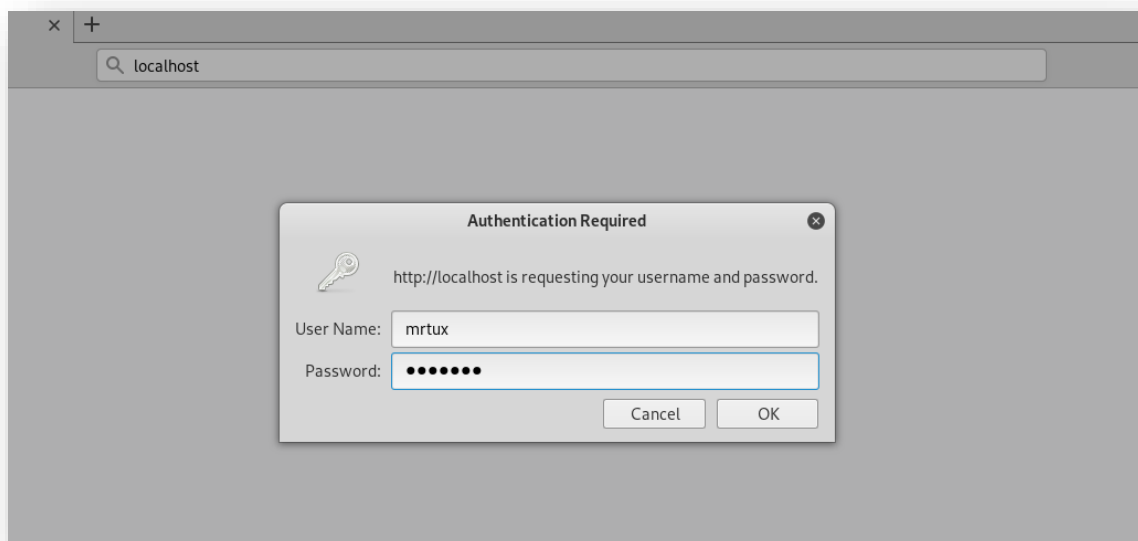 localhost
Authentication Required
http://localhost is requesting your username and password.
User Name: mrtux
Password: •••••••
Cancel OK